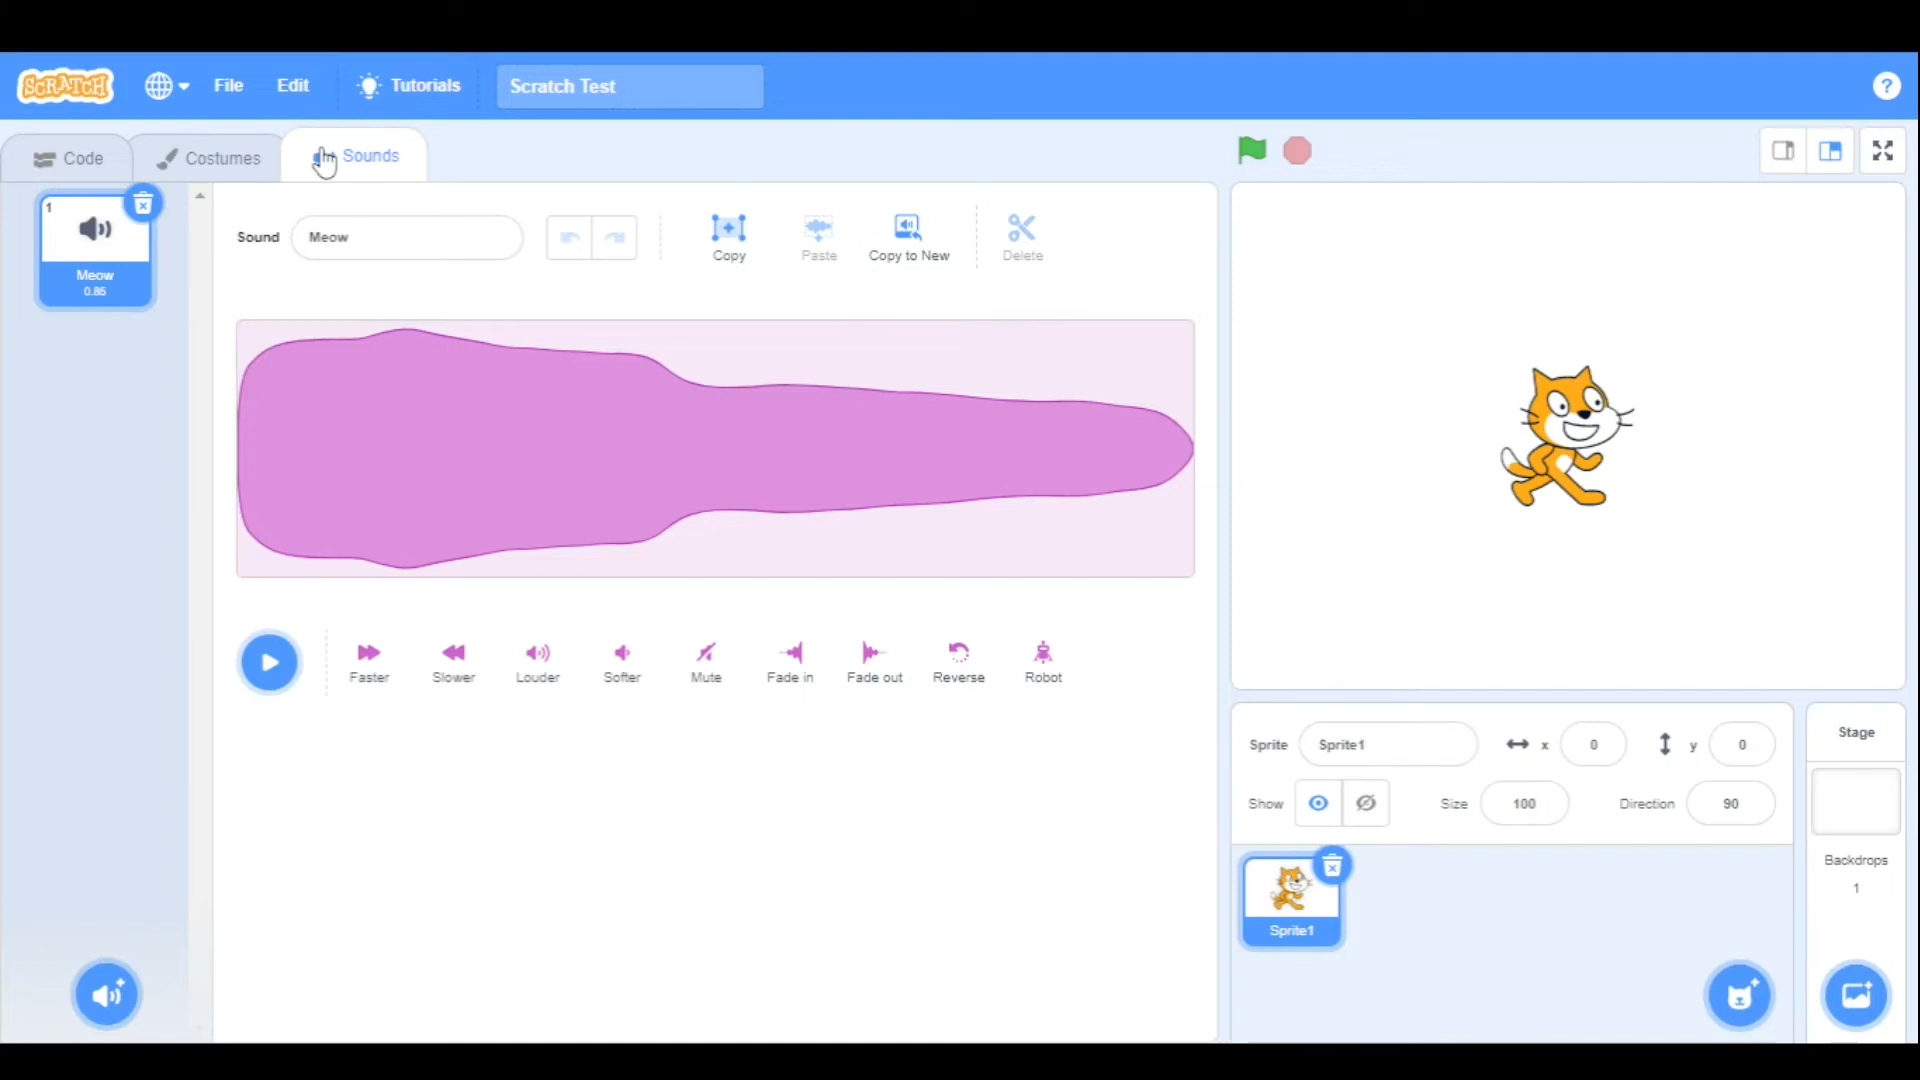 SCRATCH File Edit Tutorials Scratch Test ?
Code Costumes Sounds
1
Meow
0.85
Sound Meow
Copy Paste Copy to New Delete
Faster Slower Louder Softer Mute Fade in Fade out Reverse Robot
Sprite Sprite1 x 0 y 0
Show Size 100 Direction 90
Sprite1
Stage
Backdrops
1